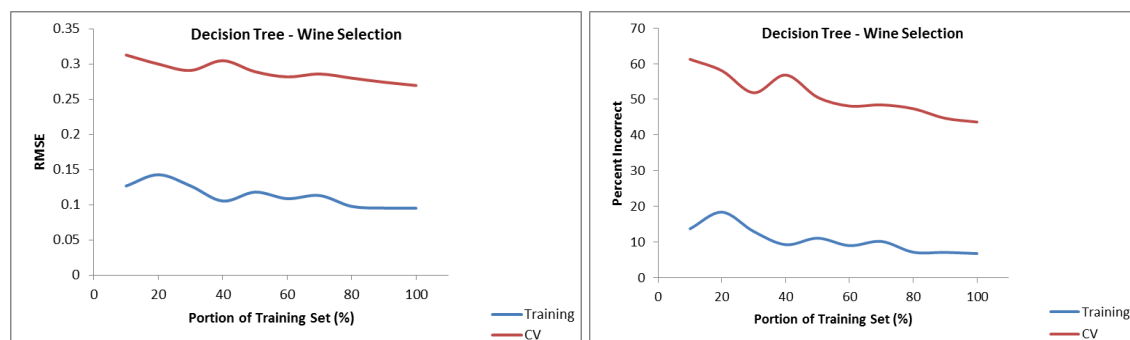 Decision Tree - Wine Selection
0.35
0.3
0.25
0.2
0.15
0.1
0.05
0
RMSE
0 20 40 60 80 100
Portion of Training Set (%)
Training
CV
Decision Tree - Wine Selection
70
60
50
40
30
20
10
0
Percent Incorrect
0 20 40 60 80 100
Portion of Training Set (%)
Training
CV